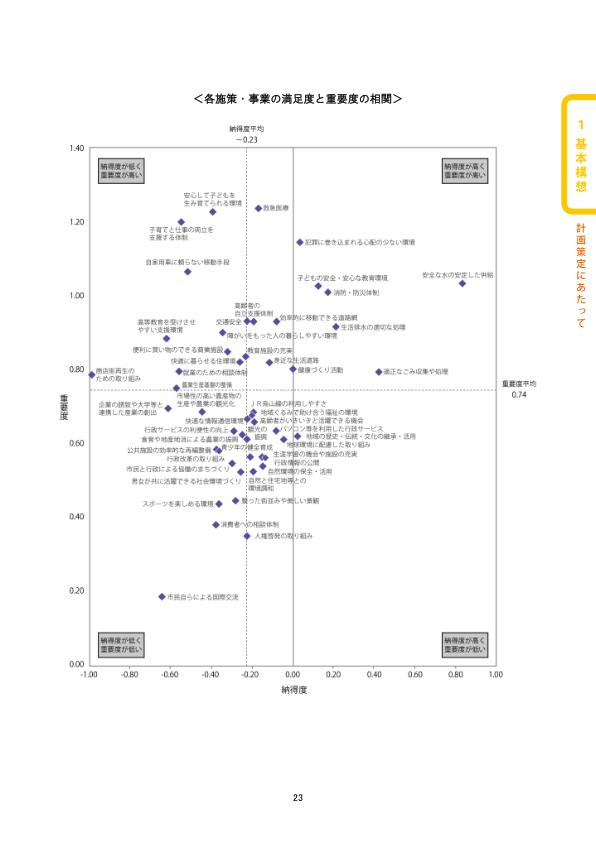 ＜各施策・事業の満足度と重要度の相関＞
1
基本構想
計画策定にあたって
納得度平均
－0.23
1.40
1.20
1.00
0.80
0.60
0.40
0.20
0.00
重要度
納得度が低く
重要度が高い
納得度が高く
重要度が高い
安心して子どもを
生み育てられる環境
救急医療
子育てと仕事の両立を
支援する体制
犯罪に巻き込まれる心配の少ない環境
自家用車に頼らない移動手段
子どもの安全・安心な教育環境
安全な水の安定した供給
消防・防災体制
高齢者の
自立支援体制
交通安全
効率的に移動できる道路網
高等教育を受けさせ
やすい支援環境
生活排水の適切な処理
障がいをもった人の暮らしやすい環境
便利に買い物のできる商業施設
教育施設の充実
快適に暮らせる住環境
身近な生活道路
商店街再生の
ための取り組み
就業のための相談体制
健康づくり活動
適正なごみ収集や処理
農業生産基盤の整備
重要度平均
0.74
市場性の高い農産物の
生産や農業の観光化
企業の誘致や大学等と
連携した産業の創出
ＪＲ烏山線の利用しやすさ
地域ぐるみで助け合う福祉の環境
快適な情報通信環境
高齢者がいきいきと活躍できる機会
行政サービスの利便性の向上
観光の
振興
パソコン等を利用した行政サービス
食育や地産地消による農業の振興
地域の歴史・伝統・文化の継承・活用
地球環境に配慮した取り組み
公共施設の効率的な再編整備
青少年の健全育成
生涯学習の機会や施設の充実
行政改革の取り組み
行政情報の公開
市民と行政による協働のまちづくり
自然環境の保全・活用
男女が共に活躍できる社会環境づくり
自然と住宅地等との
環境調和
スポーツを楽しめる環境
整った街並みや美しい景観
消費者への相談体制
人権啓発の取り組み
市民自らによる国際交流
納得度が低く
重要度が低い
納得度が高く
重要度が低い
-1.00
-0.80
-0.60
-0.40
-0.20
0.00
0.20
0.40
0.60
0.80
1.00
納得度
23